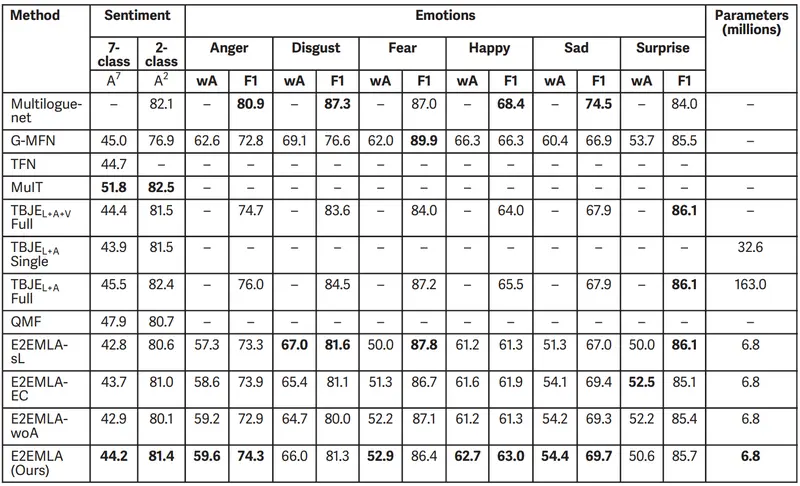 Method Sentiment Emotions Parameters (millions)
7-class 2-class Anger Disgust Fear Happy Sad Surprise
A⁷ A² wA F1 wA F1 wA F1 wA F1 wA F1 wA F1
Multilogue-net – 82.1 – 80.9 – 87.3 – 87.0 – 68.4 – 74.5 – 84.0 –
G-MFN 45.0 76.9 62.6 72.8 69.1 76.6 62.0 89.9 66.3 66.3 60.4 66.9 53.7 85.5 –
TFN 44.7 – – – – – – – – – – – – – –
MulT 51.8 82.5 – – – – – – – – – – – – –
TBJE_L+A+V Full 44.4 81.5 – 74.7 – 83.6 – 84.0 – 64.0 – 67.9 – 86.1 –
TBJE_L+A Single 43.9 81.5 – – – – – – – – – – – – 32.6
TBJE_L+A Full 45.5 82.4 – 76.0 – 84.5 – 87.2 – 65.5 – 67.9 – 86.1 163.0
QMF 47.9 80.7 – – – – – – – – – – – – –
E2EMLA-sL 42.8 80.6 57.3 73.3 67.0 81.6 50.0 87.8 61.2 61.3 51.3 67.0 50.0 86.1 6.8
E2EMLA-EC 43.7 81.0 58.6 73.9 65.4 81.1 51.3 86.7 61.6 61.9 54.1 69.4 52.5 85.1 6.8
E2EMLA-woA 42.9 80.1 59.2 72.9 64.7 80.0 52.2 87.1 61.2 61.3 54.2 69.3 52.2 85.4 6.8
E2EMLA (Ours) 44.2 81.4 59.6 74.3 66.0 81.3 52.9 86.4 62.7 63.0 54.4 69.7 50.6 85.7 6.8